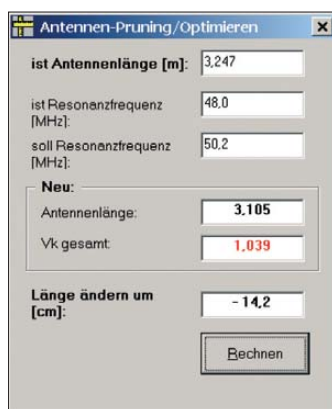 Antennen-Pruning/Optimieren
ist Antennenlänge [m]: 3,247
ist Resonanzfrequenz [MHz]: 48,0
soll Resonanzfrequenz [MHz]: 50,2
Neu:
Antennenlänge: 3,105
Vk gesamt: 1,039
Länge ändern um [cm]: - 14,2
Rechnen